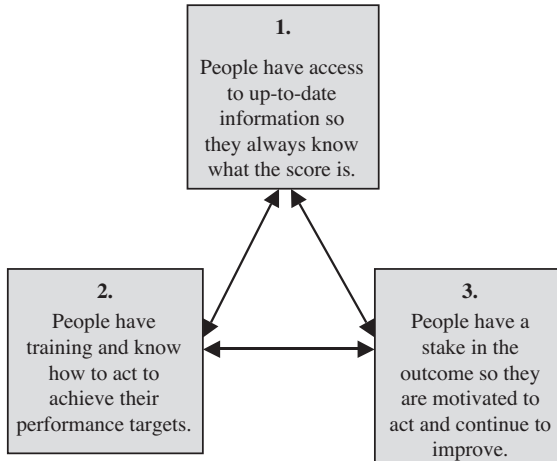 1.
People have access
to up-to-date
information so
they always know
what the score is.
2.
People have
training and know
how to act to
achieve their
performance targets.
3.
People have a
stake in the
outcome so they
are motivated to
act and continue to
improve.